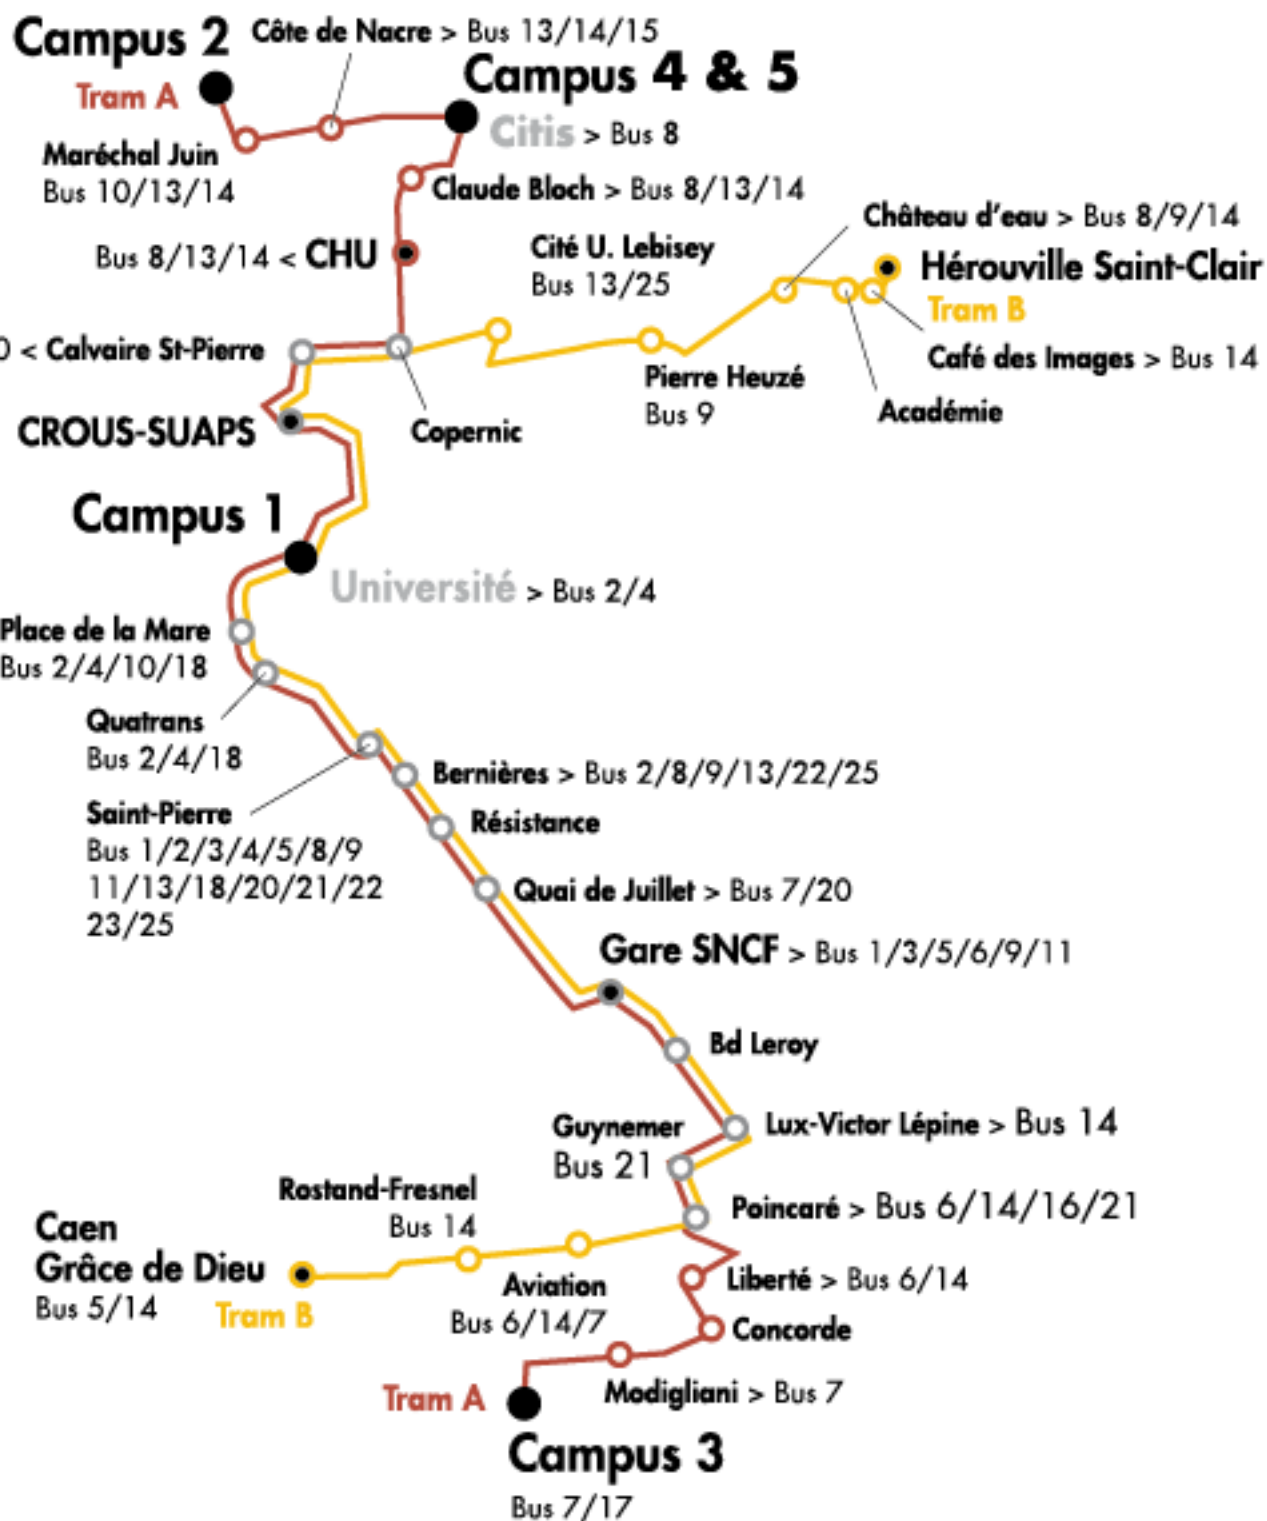 Campus 2
Côte de Nacre > Bus 13/14/15
Tram A
Campus 4 & 5
Citis > Bus 8
Maréchal Juin
Bus 10/13/14
Claude Bloch > Bus 8/13/14
Château d'eau > Bus 8/9/14
Bus 8/13/14 < CHU
Cité U. Lebisey
Bus 13/25
Hérouville Saint-Clair
Tram B
0 < Calvaire St-Pierre
Café des Images > Bus 14
Pierre Heuzé
Bus 9
Académie
CROUS-SUAPS
Copernic
Campus 1
Université > Bus 2/4
Place de la Mare
Bus 2/4/10/18
Quatrans
Bus 2/4/18
Bernières > Bus 2/8/9/13/22/25
Saint-Pierre
Bus 1/2/3/4/5/8/9
11/13/18/20/21/22
23/25
Résistance
Quai de Juillet > Bus 7/20
Gare SNCF > Bus 1/3/5/6/9/11
Bd Leroy
Guynemer
Bus 21
Lux-Victor Lépine > Bus 14
Rostand-Fresnel
Bus 14
Poincaré > Bus 6/14/16/21
Caen
Grâce de Dieu
Bus 5/14
Tram B
Aviation
Bus 6/14/7
Liberté > Bus 6/14
Concorde
Tram A
Modigliani > Bus 7
Campus 3
Bus 7/17